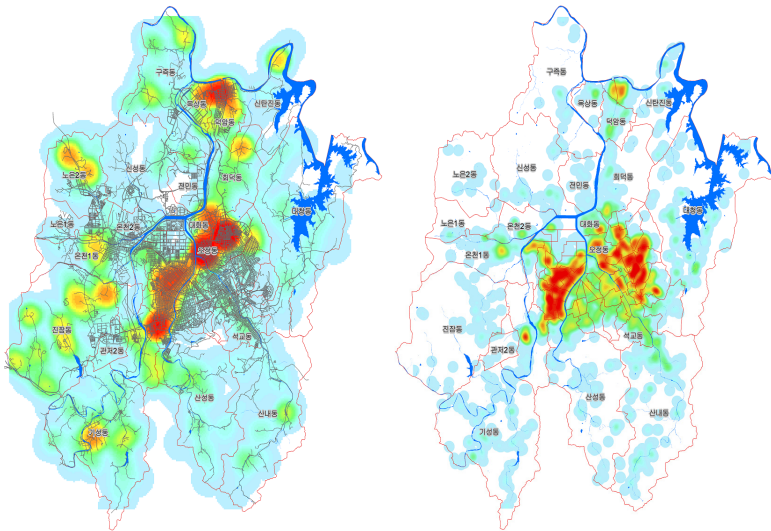 구즉동
목상동
신탄진동
덕암동
노은2동
신성동
전민동
회덕동
노은1동
온천2동
대화동
대청동
온천1동
오정동
진잠동
관저2동
석교동
산성동
산내동
기성동
구즉동
목상동
신탄진동
덕암동
노은2동
신성동
전민동
회덕동
노은1동
온천2동
대화동
대청동
온천1동
오정동
진잠동
관저2동
석교동
산성동
산내동
기성동